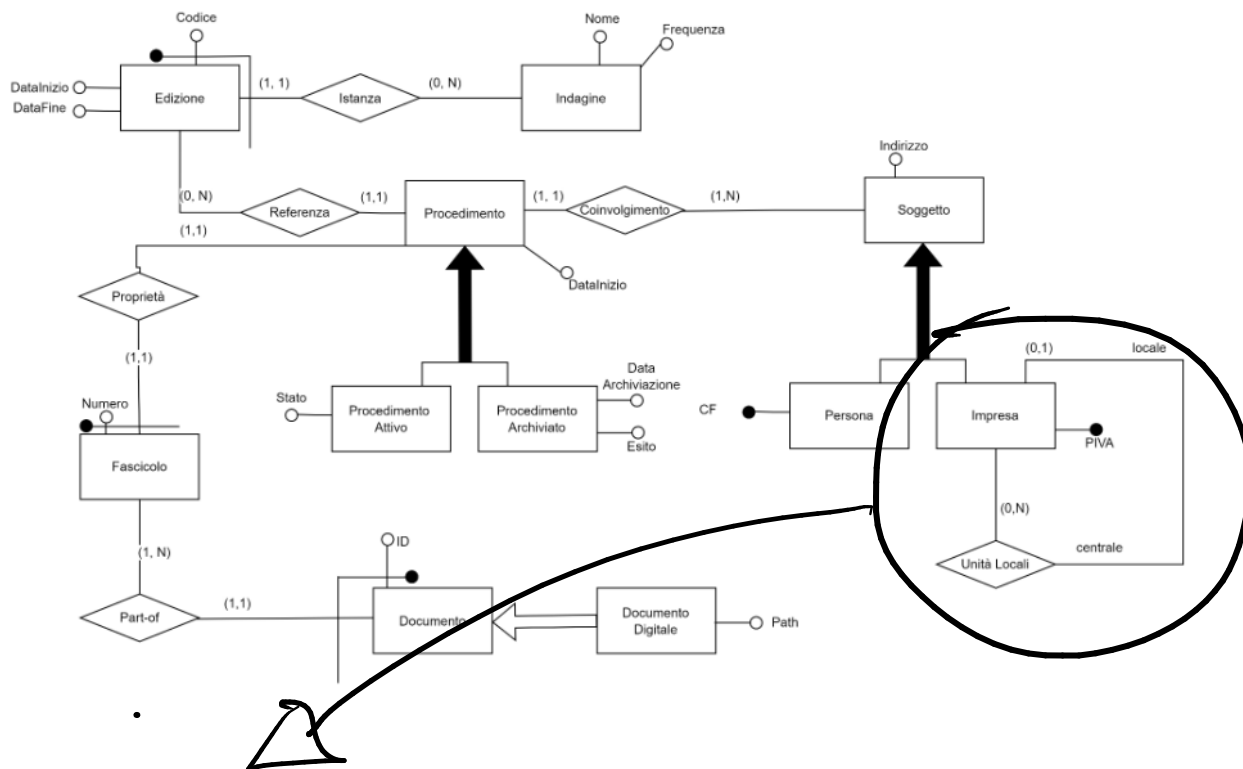 Codice
Nome
Frequenza
DataInizio
DataFine
Edizione
(1, 1)
Istanza
(0, N)
Indagine
Indirizzo
(0, N)
Referenza
(1,1)
Procedimento
(1, 1)
Coinvolgimento
(1,N)
Soggetto
(1,1)
DataInizio
Proprietà
(1,1)
(0,1)
locale
Numero
Stato
Procedimento
Attivo
Procedimento
Archiviato
Data
Archiviazione
Esito
CF
Persona
Impresa
PIVA
Fascicolo
(0,N)
(1, N)
ID
centrale
Unità Locali
Part-of
(1,1)
Documento
Documento
Digitale
Path